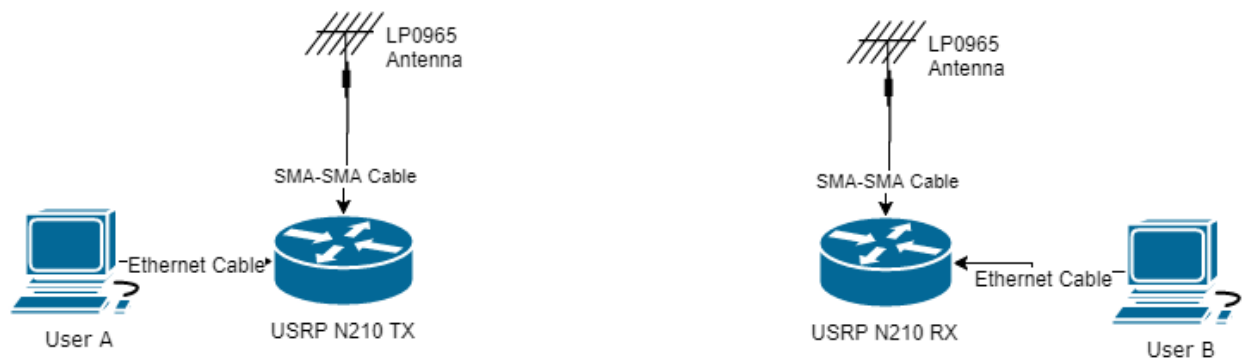 LP0965
Antenna
LP0965
Antenna
SMA-SMA Cable
SMA-SMA Cable
Ethernet Cable
Ethernet Cable
User A
USRP N210 TX
USRP N210 RX
User B